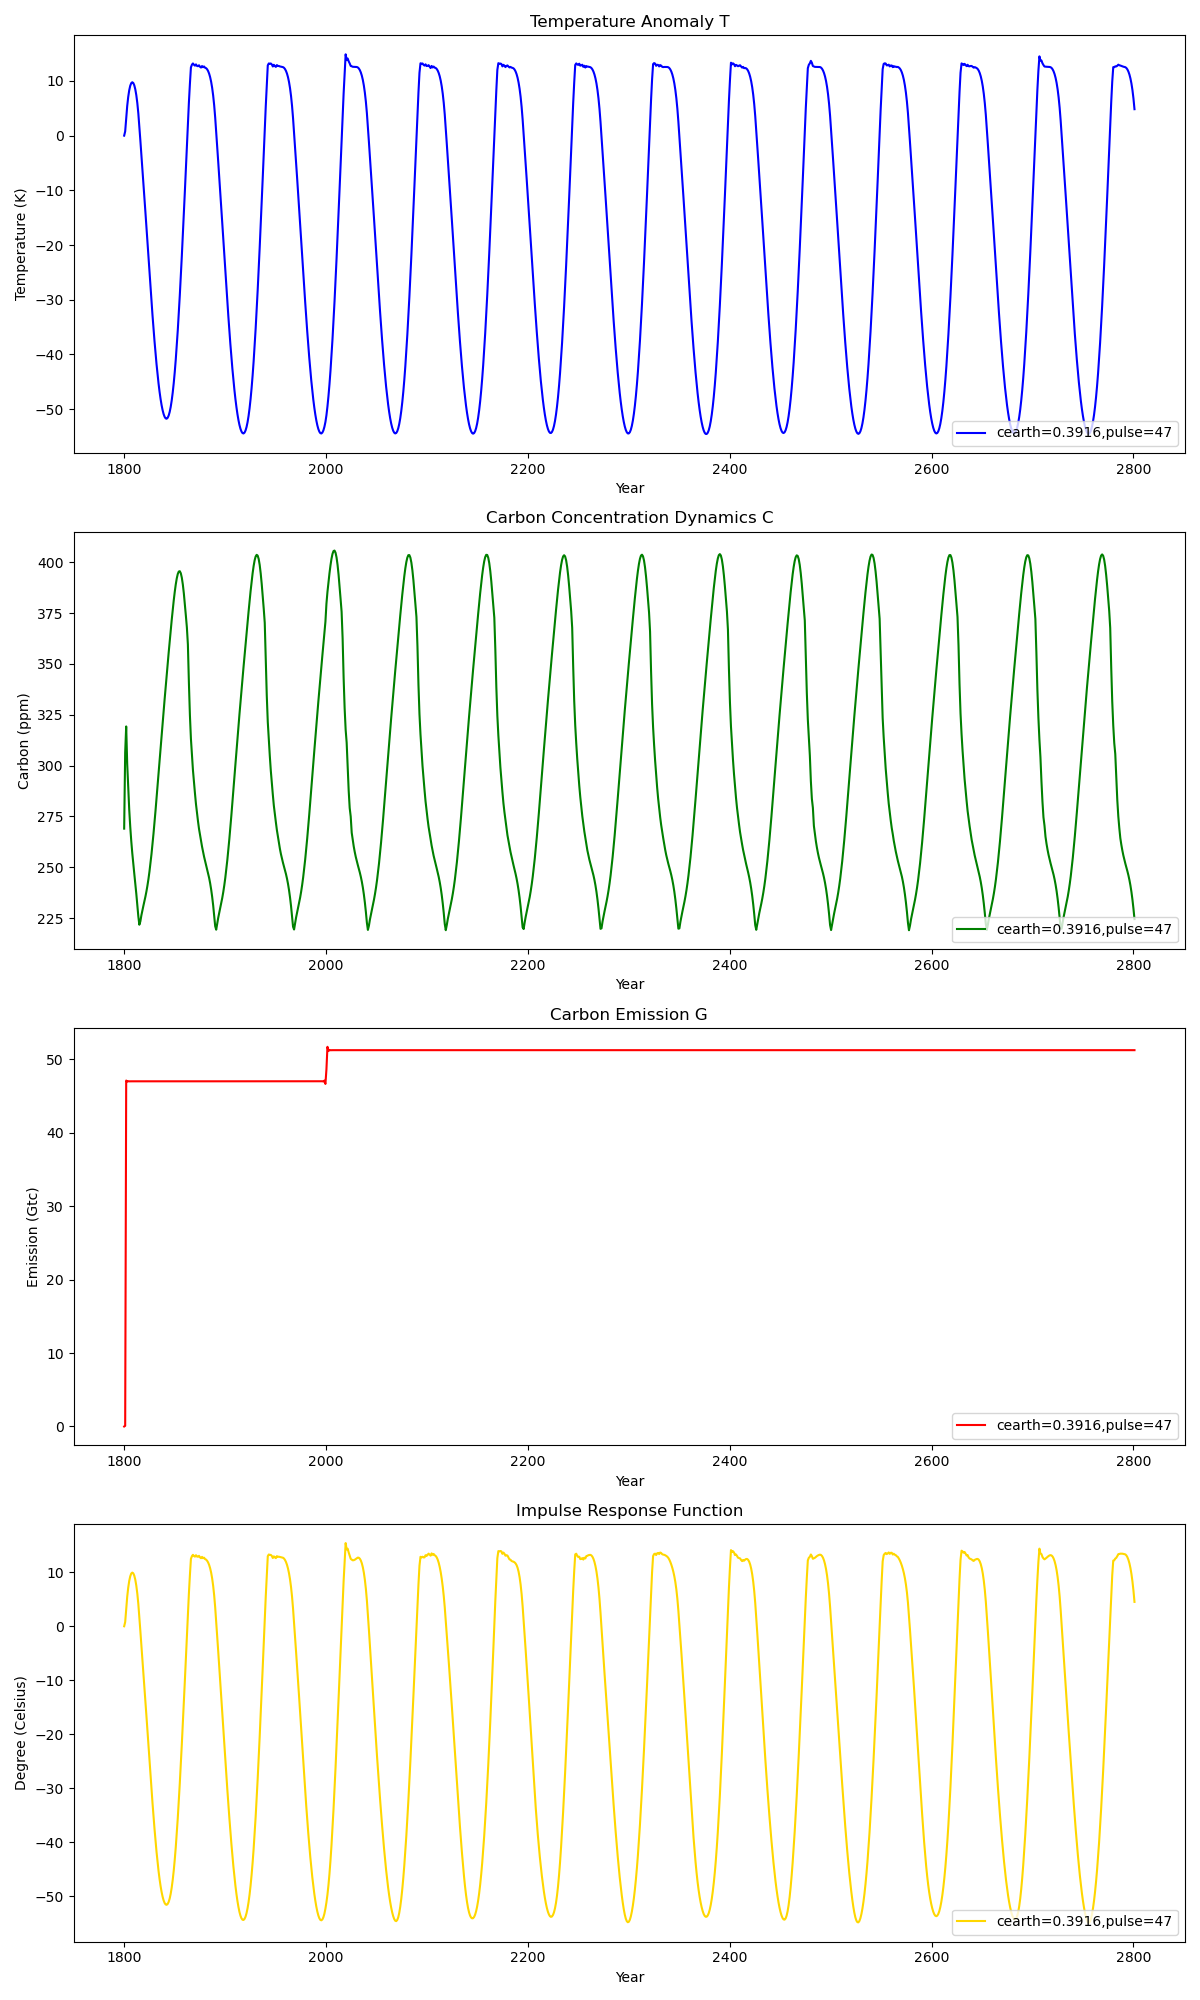 Temperature Anomaly T
Temperature (K)
10
0
−10
−20
−30
−40
−50
cearth=0.3916,pulse=47
1800 2000 2200 2400 2600 2800
Year
Carbon Concentration Dynamics C
Carbon (ppm)
400
375
350
325
300
275
250
225
cearth=0.3916,pulse=47
1800 2000 2200 2400 2600 2800
Year
Carbon Emission G
Emission (Gtc)
50
40
30
20
10
0
cearth=0.3916,pulse=47
1800 2000 2200 2400 2600 2800
Year
Impulse Response Function
Degree (Celsius)
10
0
−10
−20
−30
−40
−50
cearth=0.3916,pulse=47
1800 2000 2200 2400 2600 2800
Year